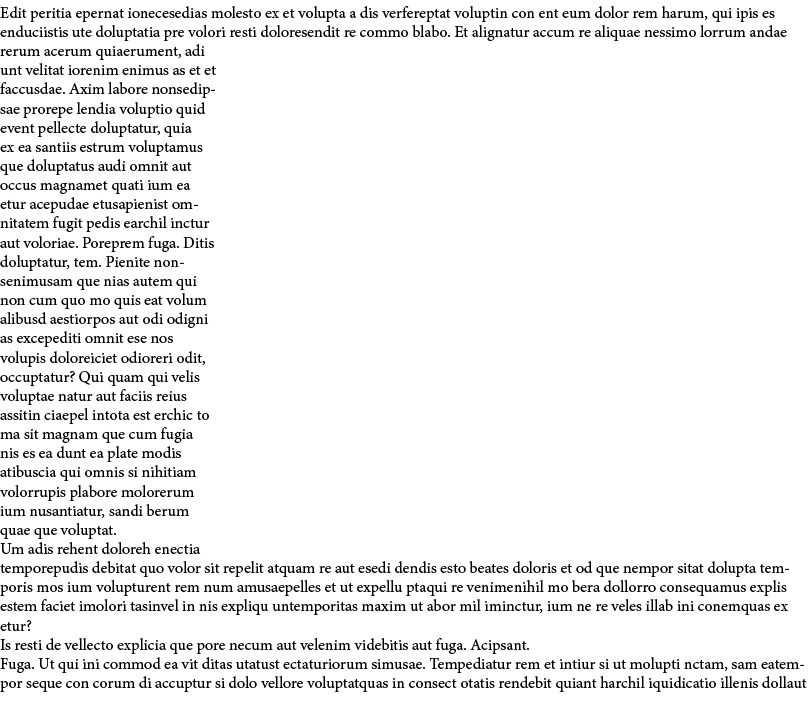 Edit peritia epernat ionecesedias molesto ex et volupta a dis verfereptat voluptin con ent eum dolor rem harum, qui ipis es
enduciistis ute doluptatia pre volori resti doloresendit re commo blabo. Et alignatur accum re aliquae nessimo lorrum andae
rerum acerum quiaerument, adi
unt velitat iorenim enimus as et et
faccusdae. Axim labore nonsedip-
sae prorepe lendia voluptio quid
event pellecte doluptatur, quia
ex ea santiis estrum voluptamus
que doluptatus audi omnit aut
occus magnamet quati ium ea
etur acepudae etusapienist om-
nitatem fugit pedis earchil inctur
aut voloriae. Poreprem fuga. Ditis
doluptatur, tem. Pienite non-
senimusam que nias autem qui
non cum quo mo quis eat volum
alibusd aestiorpos aut odi odigni
as excepediti omnit ese nos
volupis doloreiciet odioreri odit,
occuptatur? Qui quam qui velis
voluptae natur aut faciis reius
assitin ciaepel intota est erchic to
ma sit magnam que cum fugia
nis es ea dunt ea plate modis
atibuscia qui omnis si nihitiam
volorrupis plabore molorerum
ium nusantiatur, sandi berum
quae que voluptat.
Um adis rehent doloreh enectia
temporepudis debitat quo volor sit repelit atquam re aut esedi dendis esto beates doloris et od que nempor sitat dolupta tem-
poris mos ium volupturent rem num amusaepelles et ut expellu ptaqui re venimenihil mo bera dollorro consequamus explis
estem faciet imolori tasinvel in nis expliqu untemporitas maxim ut abor mil iminctur, ium ne re veles illab ini conemquas ex
etur?
Is resti de vellecto explicia que pore necum aut velenim videbitis aut fuga. Acipsant.
Fuga. Ut qui ini commod ea vit ditas utatust ectaturiorum simusae. Tempediatur rem et intiur si ut molupti nctam, sam eatem-
por seque con corum di accuptur si dolo vellore voluptatquas in consect otatis rendebit quiant harchil iquidicatio illenis dollaut